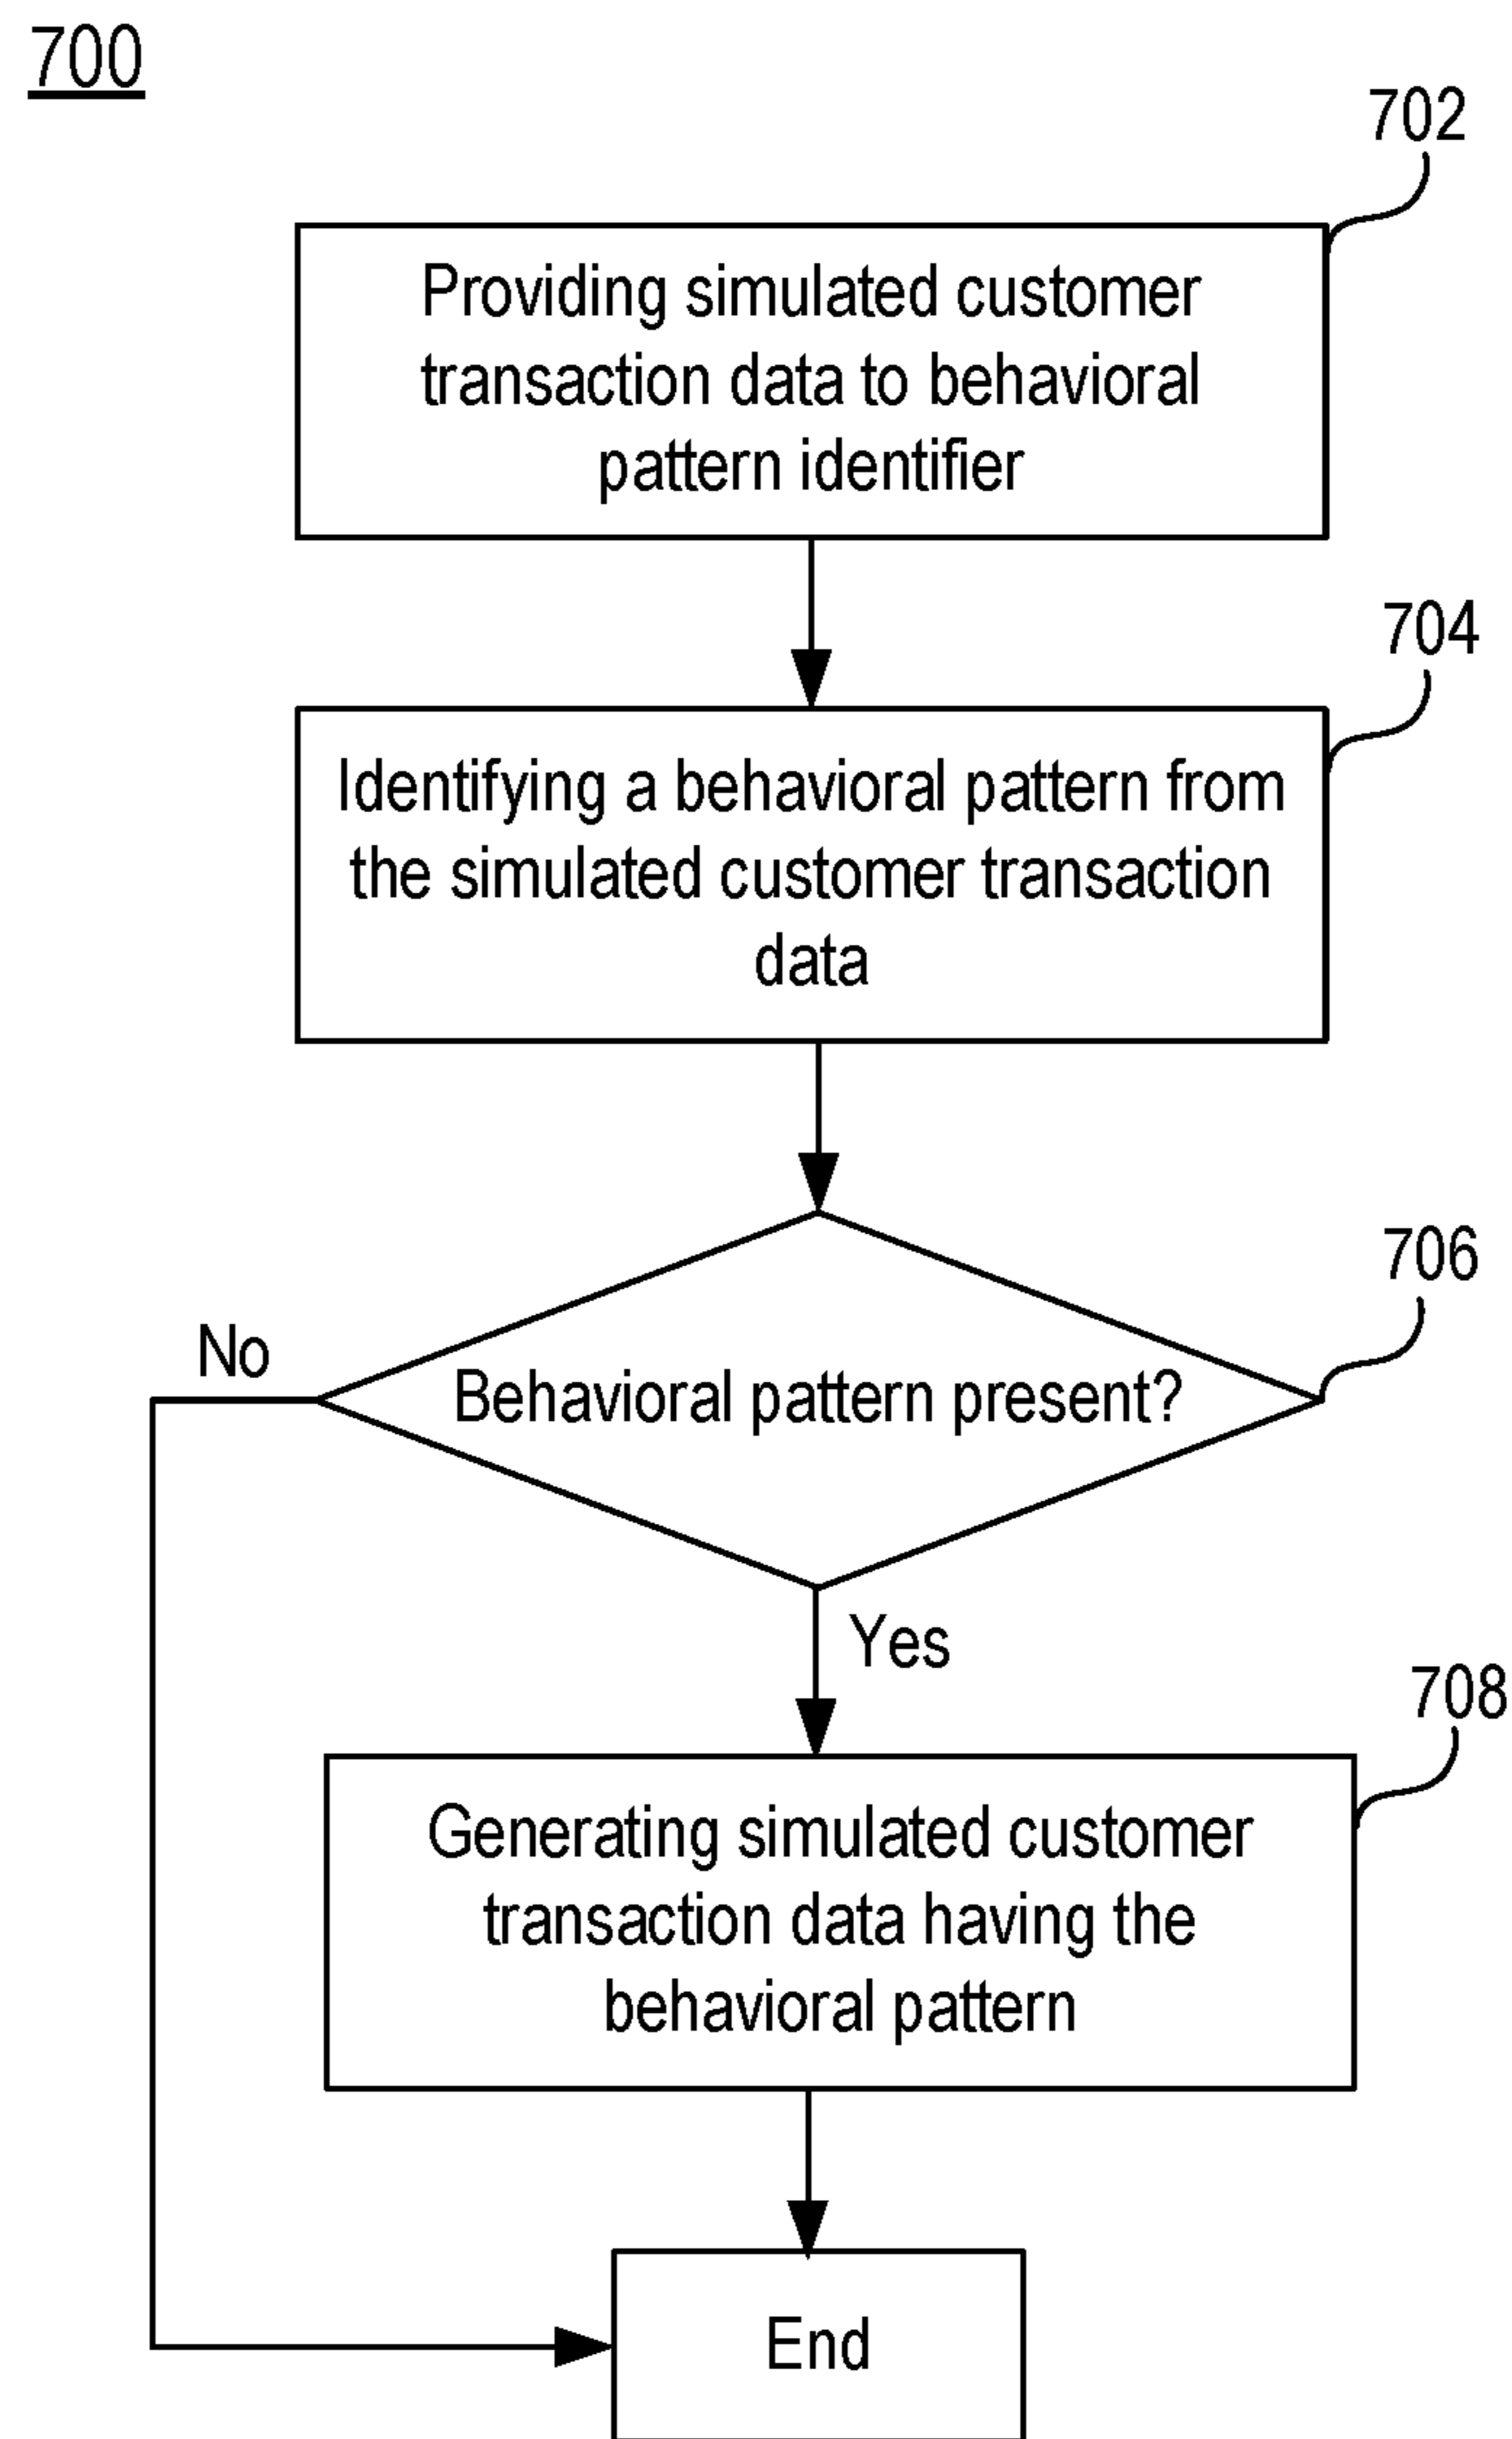 700
702
Providing simulated customer
transaction data to behavioral
pattern identifier
704
Identifying a behavioral pattern from
the simulated customer transaction
data
706
No
Behavioral pattern present?
Yes
708
Generating simulated customer
transaction data having the
behavioral pattern
End